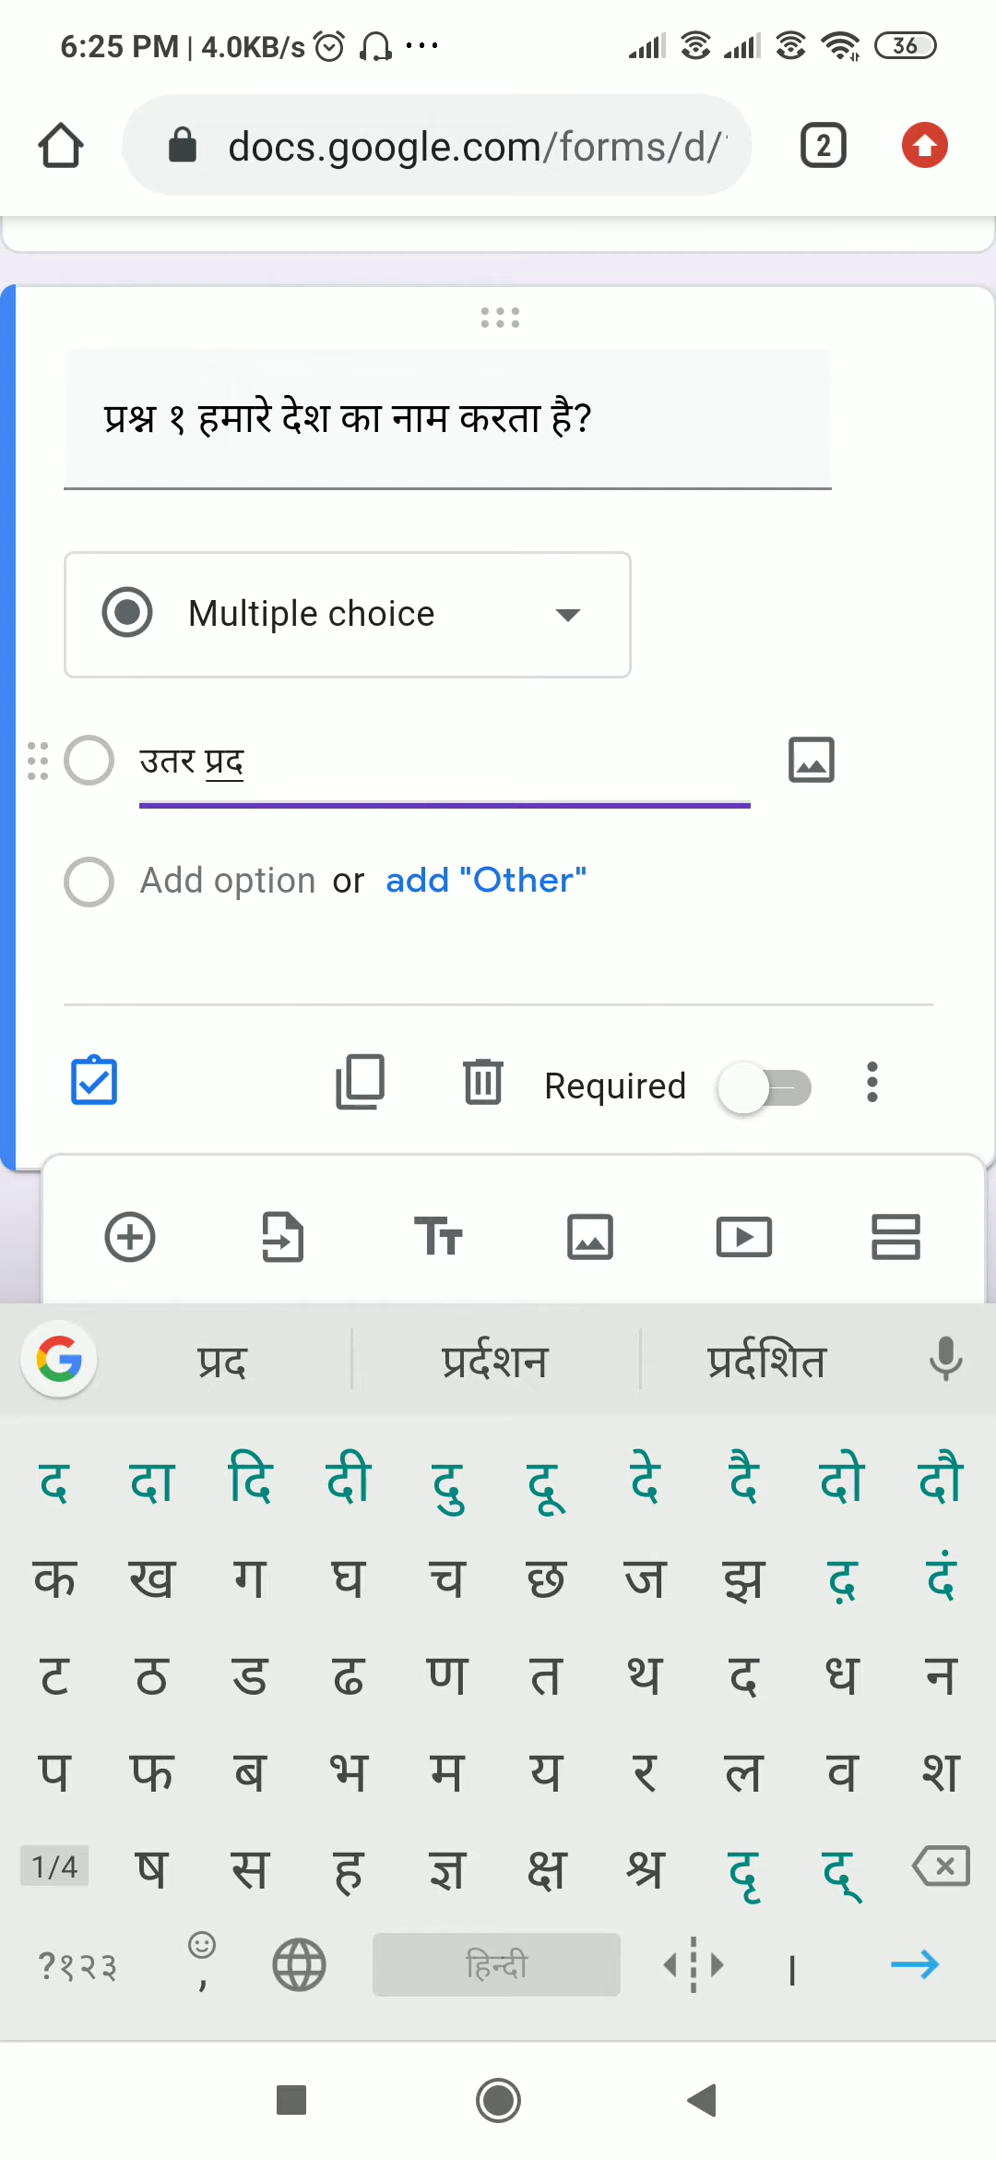 6:25 PM | 4.0KB/s ... 36
docs.google.com/forms/d/
2
प्रश्न १ हमारे देश का नाम करता है?
Multiple choice
उतर प्रद
Add option or add "Other"
Required
प्रद प्रर्दशन प्रर्दशित
द दा दि दी दु दू दे दै दो दौ
क ख ग घ च छ ज झ द़ दं
ट ठ ड ढ ण त थ द ध न
प फ ब भ म य र ल व श
1/4 ष स ह ज्ञ क्ष श्र दृ द्
?१२३ , हिन्दी ।